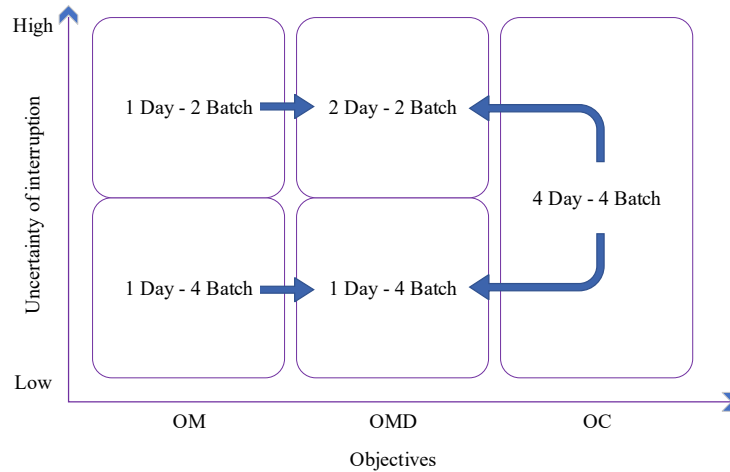 High
1 Day - 2 Batch
2 Day - 2 Batch
4 Day - 4 Batch
1 Day - 4 Batch
1 Day - 4 Batch
Low
Uncertainty of interruption
OM
OMD
OC
Objectives